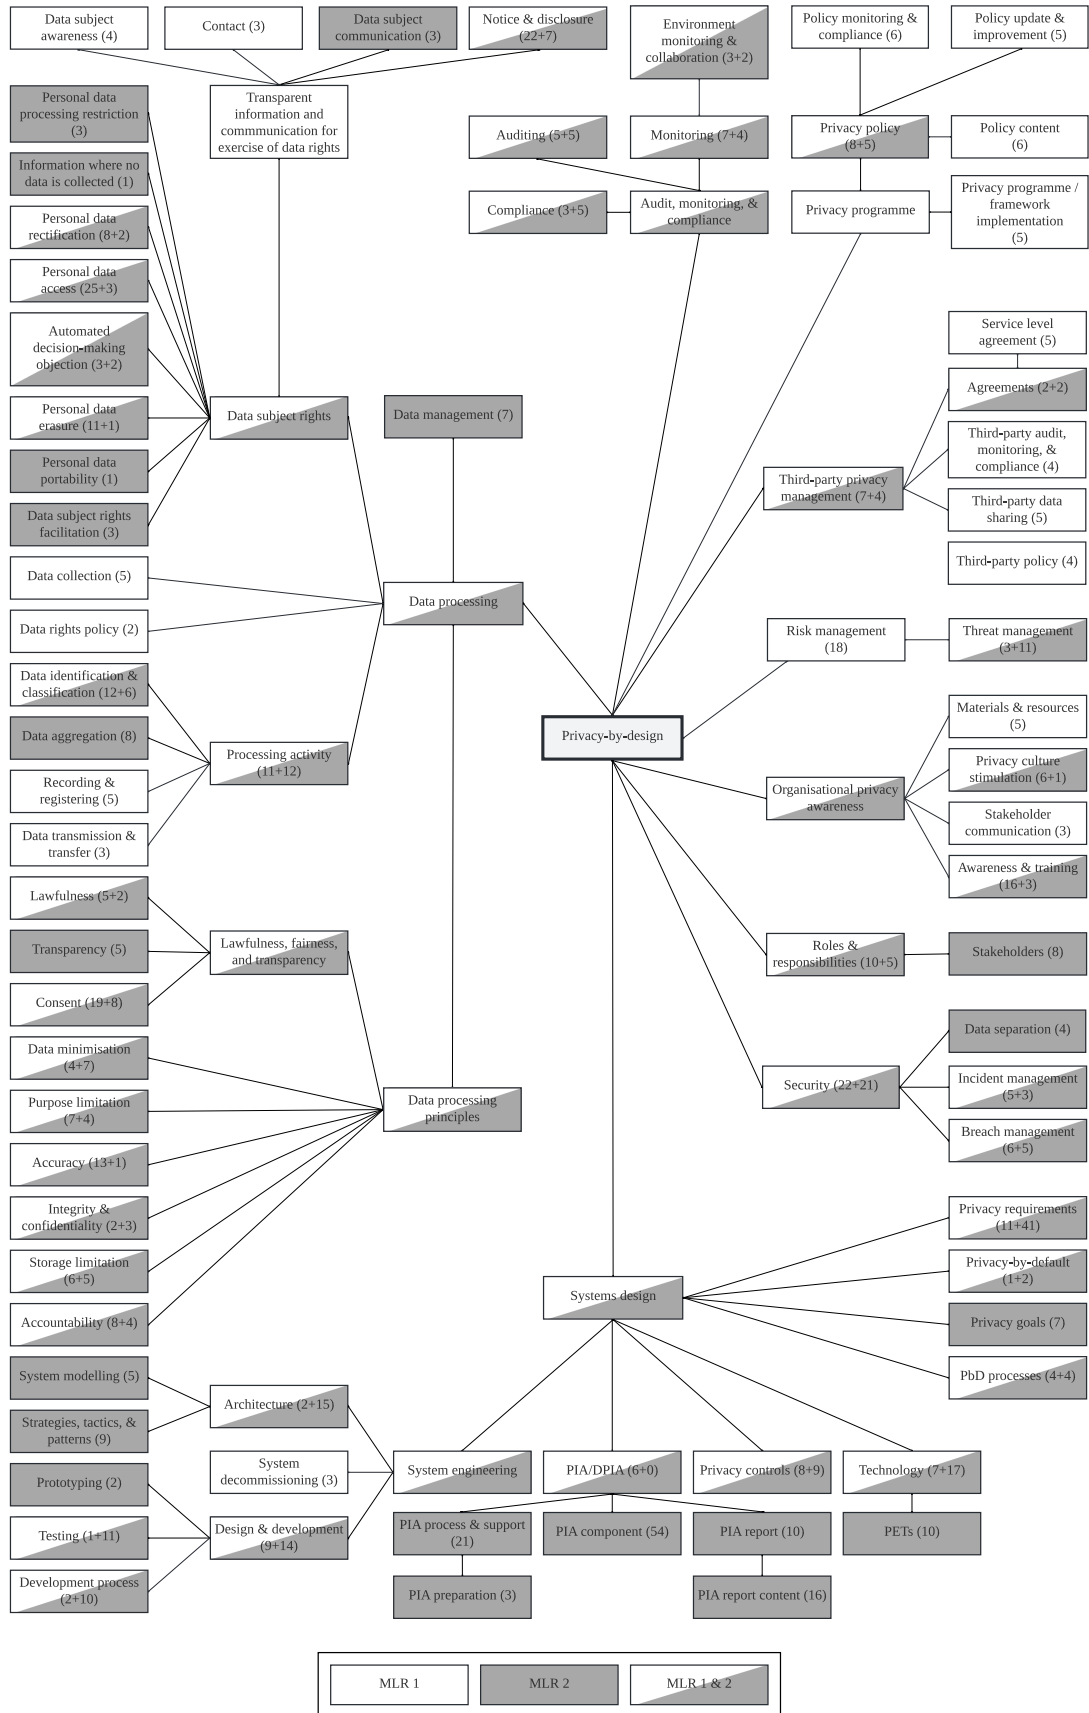 Data subject
awareness (4)
Contact (3)
Data subject
communication (3)
Notice & disclosure
(22+7)
Environment
monitoring &
collaboration (3+2)
Policy monitoring &
compliance (6)
Policy update &
improvement (5)
Personal data
processing restriction
(3)
Transparent
information and
commmunication for
exercise of data rights
Auditing (5+5)
Monitoring (7+4)
Privacy policy
(8+5)
Policy content
(6)
Information where no
data is collected (1)
Compliance (3+5)
Audit, monitoring, &
compliance
Privacy programme
Privacy programme /
framework
implementation
(5)
Personal data
rectification (8+2)
Personal data
access (25+3)
Automated
decision-making
objection (3+2)
Service level
agreement (5)
Agreements (2+2)
Personal data
erasure (11+1)
Data subject rights
Data management (7)
Third-party audit,
monitoring, &
compliance (4)
Personal data
portability (1)
Third-party privacy
management (7+4)
Third-party data
sharing (5)
Data subject rights
facilitation (3)
Third-party policy (4)
Data collection (5)
Data processing
Data rights policy (2)
Risk management
(18)
Threat management
(3+11)
Data identification &
classification (12+6)
Data aggregation (8)
Processing activity
(11+12)
Privacy-by-design
Materials & resources
(5)
Recording &
registering (5)
Organisational privacy
awareness
Privacy culture
stimulation (6+1)
Data transmission &
transfer (3)
Stakeholder
communication (3)
Lawfulness (5+2)
Awareness & training
(16+3)
Transparency (5)
Lawfulness, fairness,
and transparency
Roles &
responsibilities (10+5)
Stakeholders (8)
Consent (19+8)
Data separation (4)
Data minimisation
(4+7)
Security (22+21)
Incident management
(5+3)
Purpose limitation
(7+4)
Data processing
principles
Breach management
(6+5)
Accuracy (13+1)
Integrity &
confidentiality (2+3)
Privacy requirements
(11+41)
Storage limitation
(6+5)
Privacy-by-default
(1+2)
Accountability (8+4)
Systems design
Privacy goals (7)
System modelling (5)
PbD processes (4+4)
Architecture (2+15)
Strategies, tactics, &
patterns (9)
Prototyping (2)
System
decommissioning (3)
System engineering
PIA/DPIA (6+0)
Privacy controls (8+9)
Technology (7+17)
Testing (1+11)
Design & development
(9+14)
PIA process & support
(21)
PIA component (54)
PIA report (10)
PETs (10)
Development process
(2+10)
PIA preparation (3)
PIA report content (16)
MLR 1
MLR 2
MLR 1 & 2